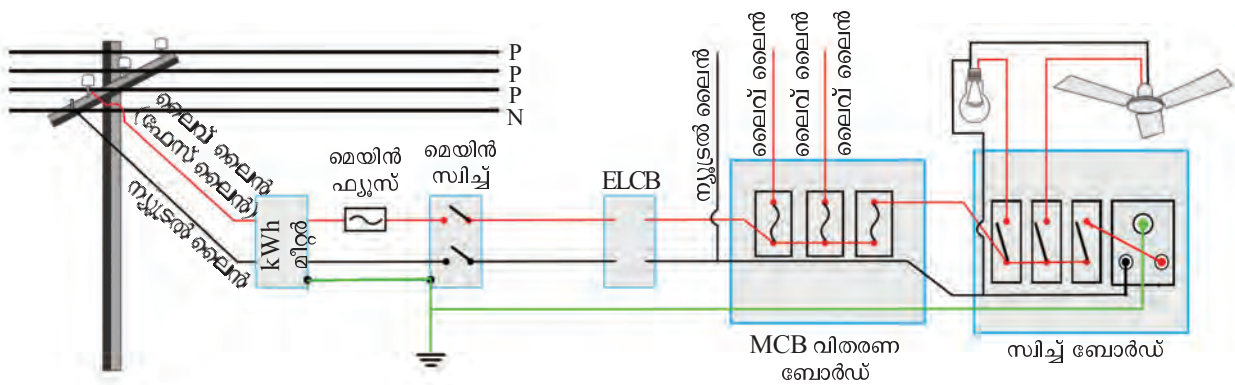 P
P
P
N
ലൈവ് ലൈൻ
(ഫേസ് ലൈൻ)
ന്യൂട്രൽ ലൈൻ
kWh
മീറ്റർ
മെയിൻ
ഫ്യൂസ്
മെയിൻ
സ്വിച്ച്
ELCB
ന്യൂട്രൽ ലൈൻ
ലൈവ് ലൈൻ
ലൈവ് ലൈൻ
ലൈവ് ലൈൻ
MCB വിതരണ
ബോർഡ്
സ്വിച്ച് ബോർഡ്